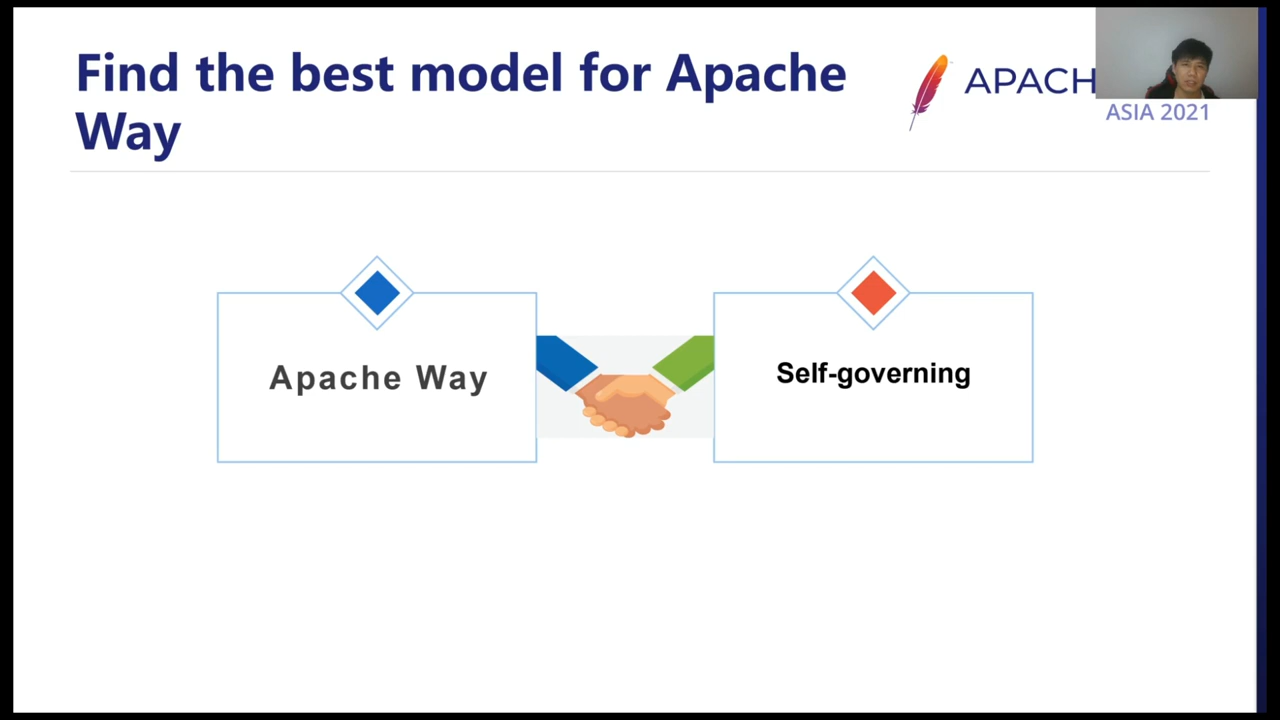 Find the best model for Apache
Way
APACH
ASIA 2021
Apache Way
Self-governing